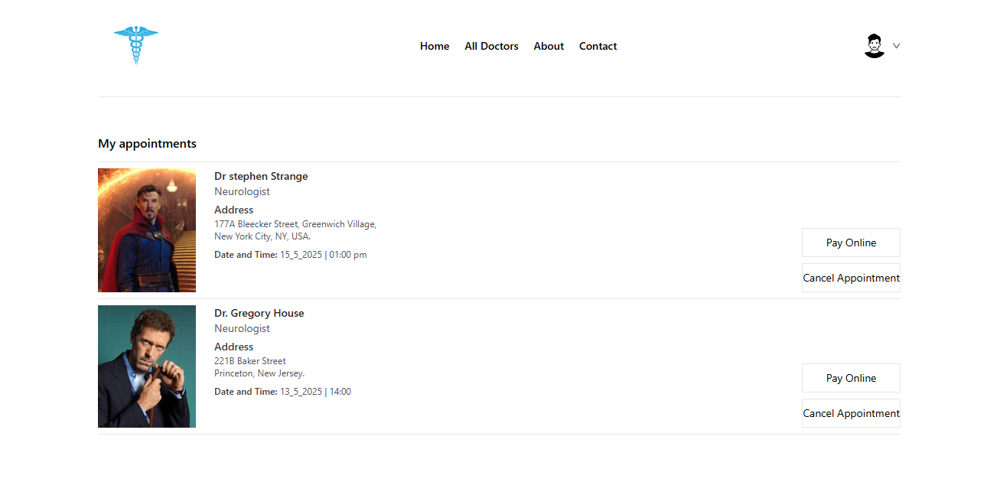 Home
All Doctors
About
Contact
My appointments
Dr stephen Strange
Neurologist
Address
177A Bleecker Street, Greenwich Village,
New York City, NY, USA.
Date and Time: 15_5_2025 | 01:00 pm
Pay Online
Cancel Appointment
Dr. Gregory House
Neurologist
Address
221B Baker Street
Princeton, New Jersey.
Date and Time: 13_5_2025 | 14:00
Pay Online
Cancel Appointment